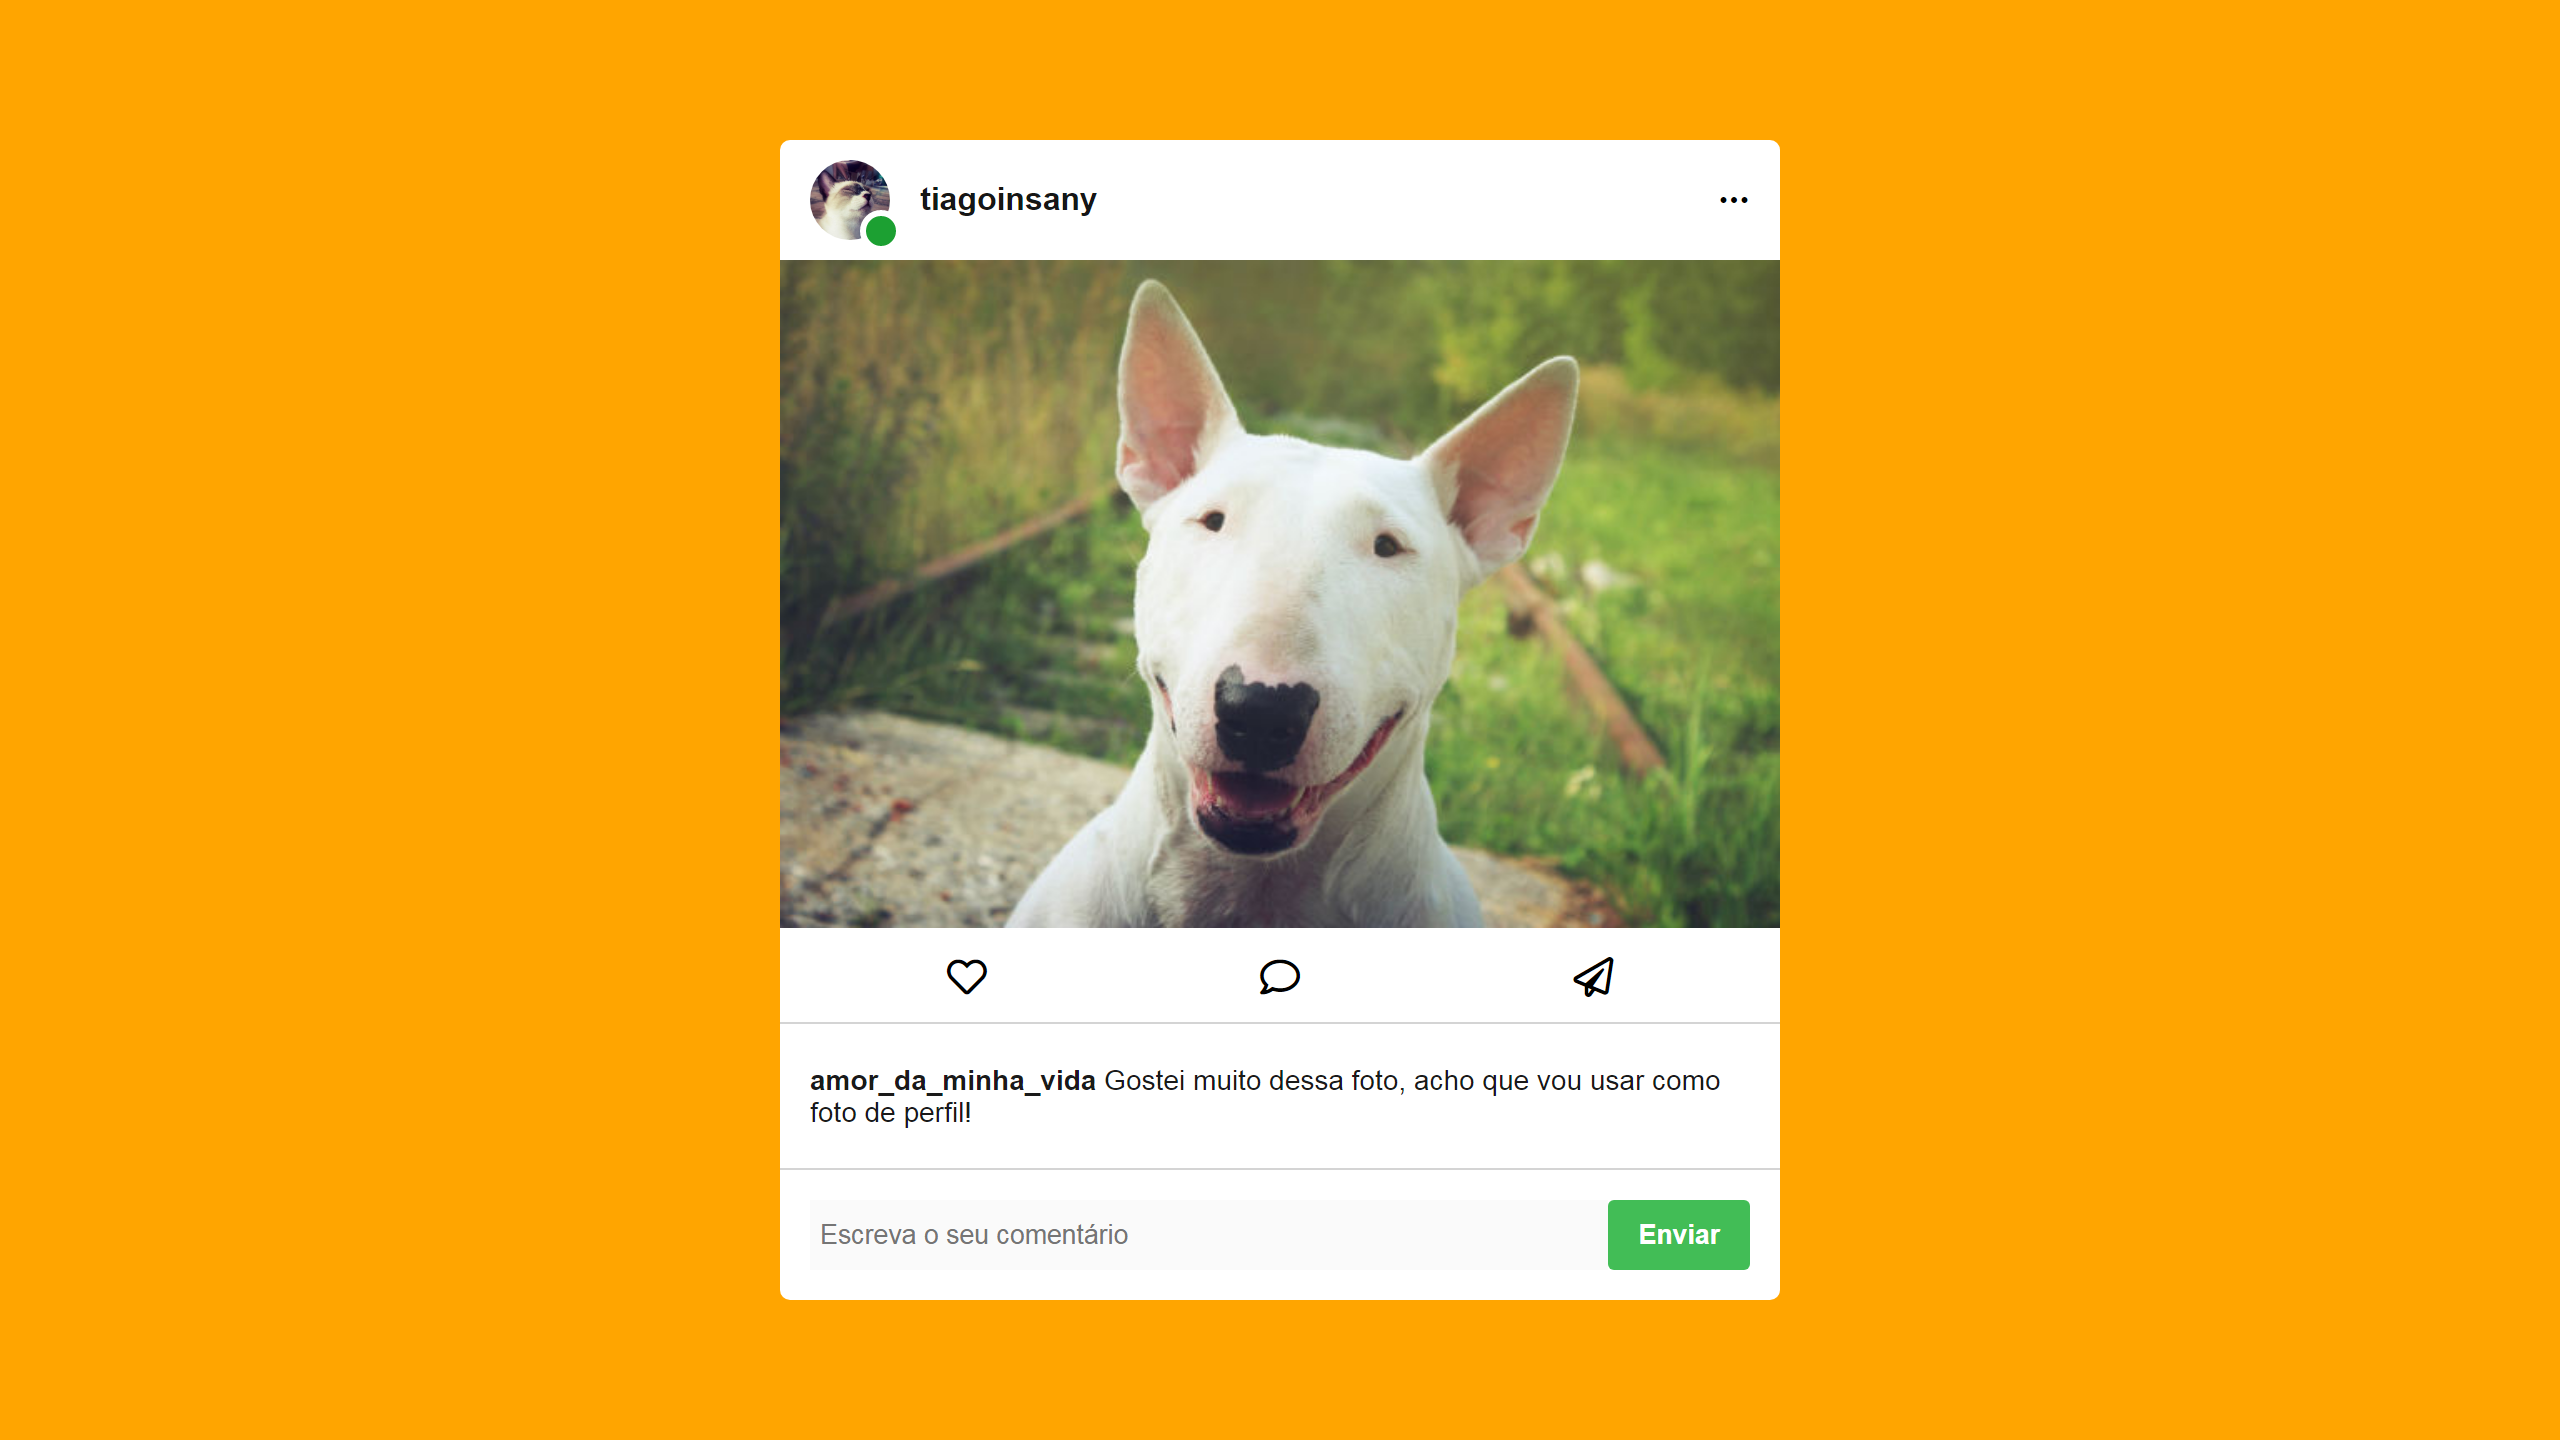 tiagoinsany
amor_da_minha_vida Gostei muito dessa foto, acho que vou usar como
foto de perfil!
Escreva o seu comentário
Enviar